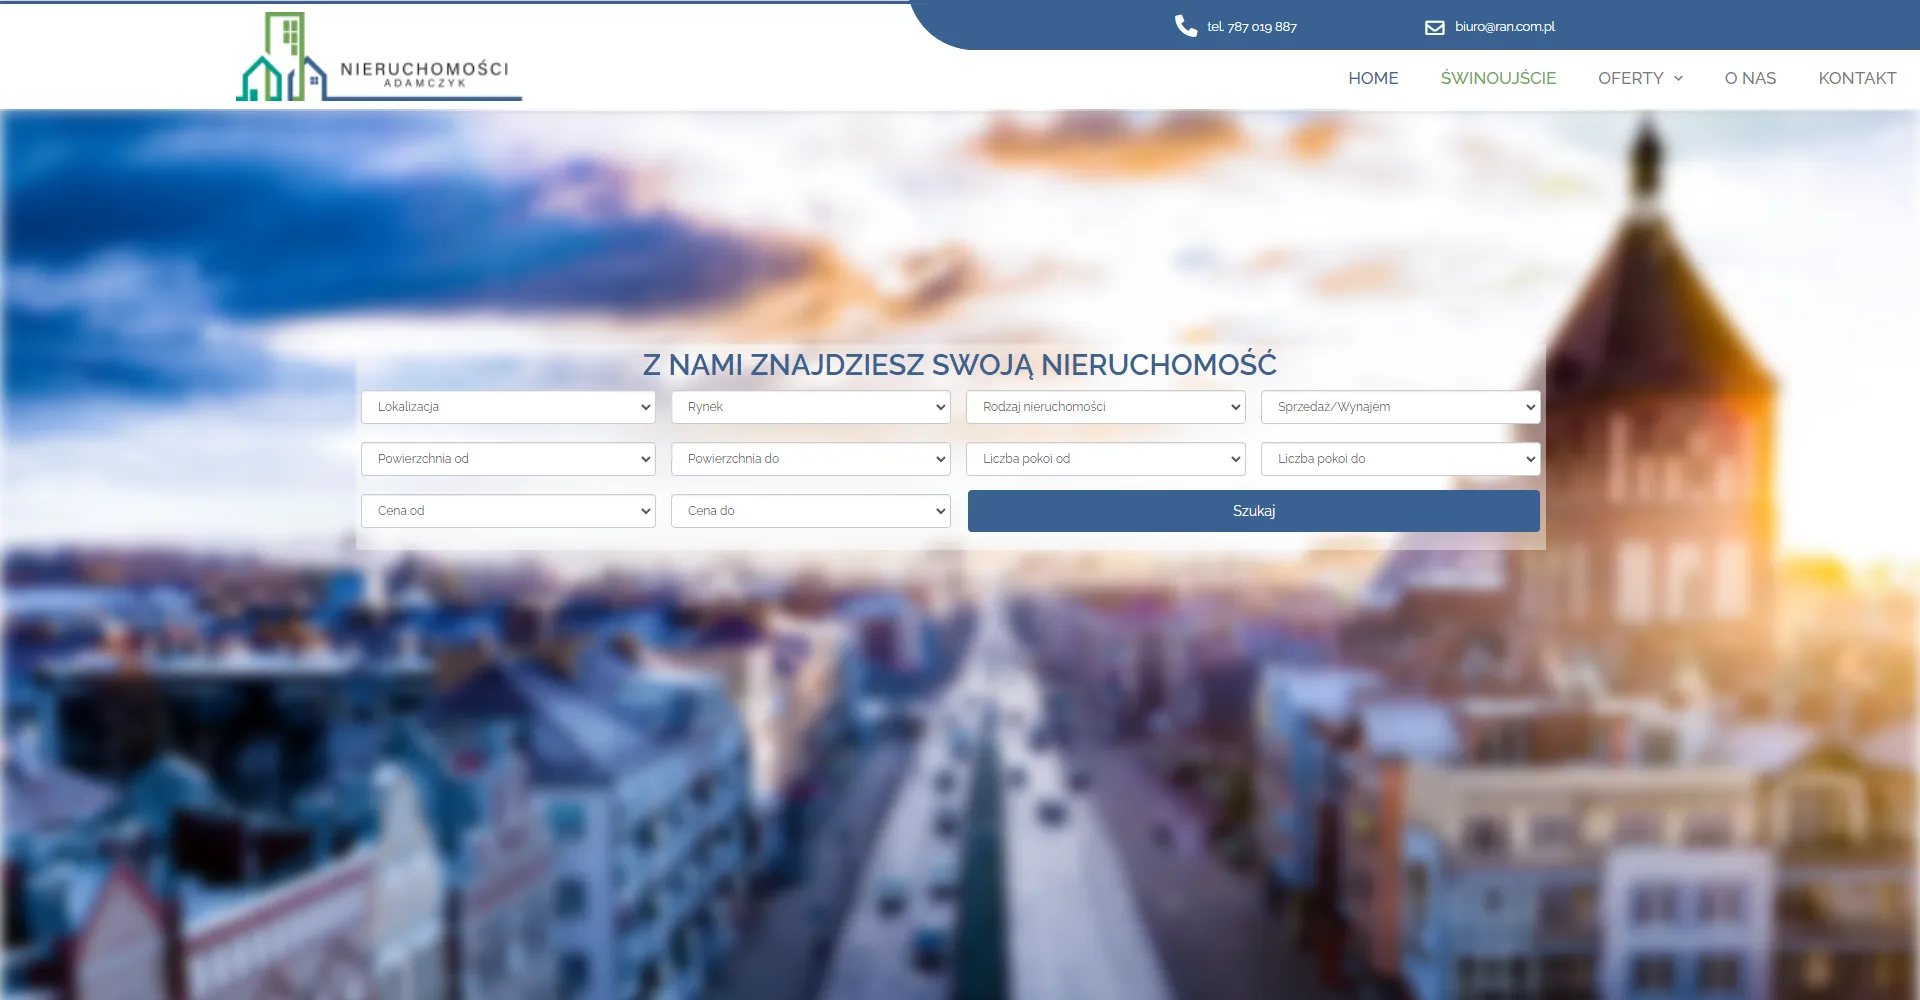 tel. 787 019 887
biuro@ran.com.pl
NIERUCHOMOŚCI
ADAMCZYK
HOME
ŚWINOUJŚCIE
OFERTY
O NAS
KONTAKT
Z NAMI ZNAJDZIESZ SWOJĄ NIERUCHOMOŚĆ
Lokalizacja
Rynek
Rodzaj nieruchomości
Sprzedaż/Wynajem
Powierzchnia od
Powierzchnia do
Liczba pokoi od
Liczba pokoi do
Cena od
Cena do
Szukaj